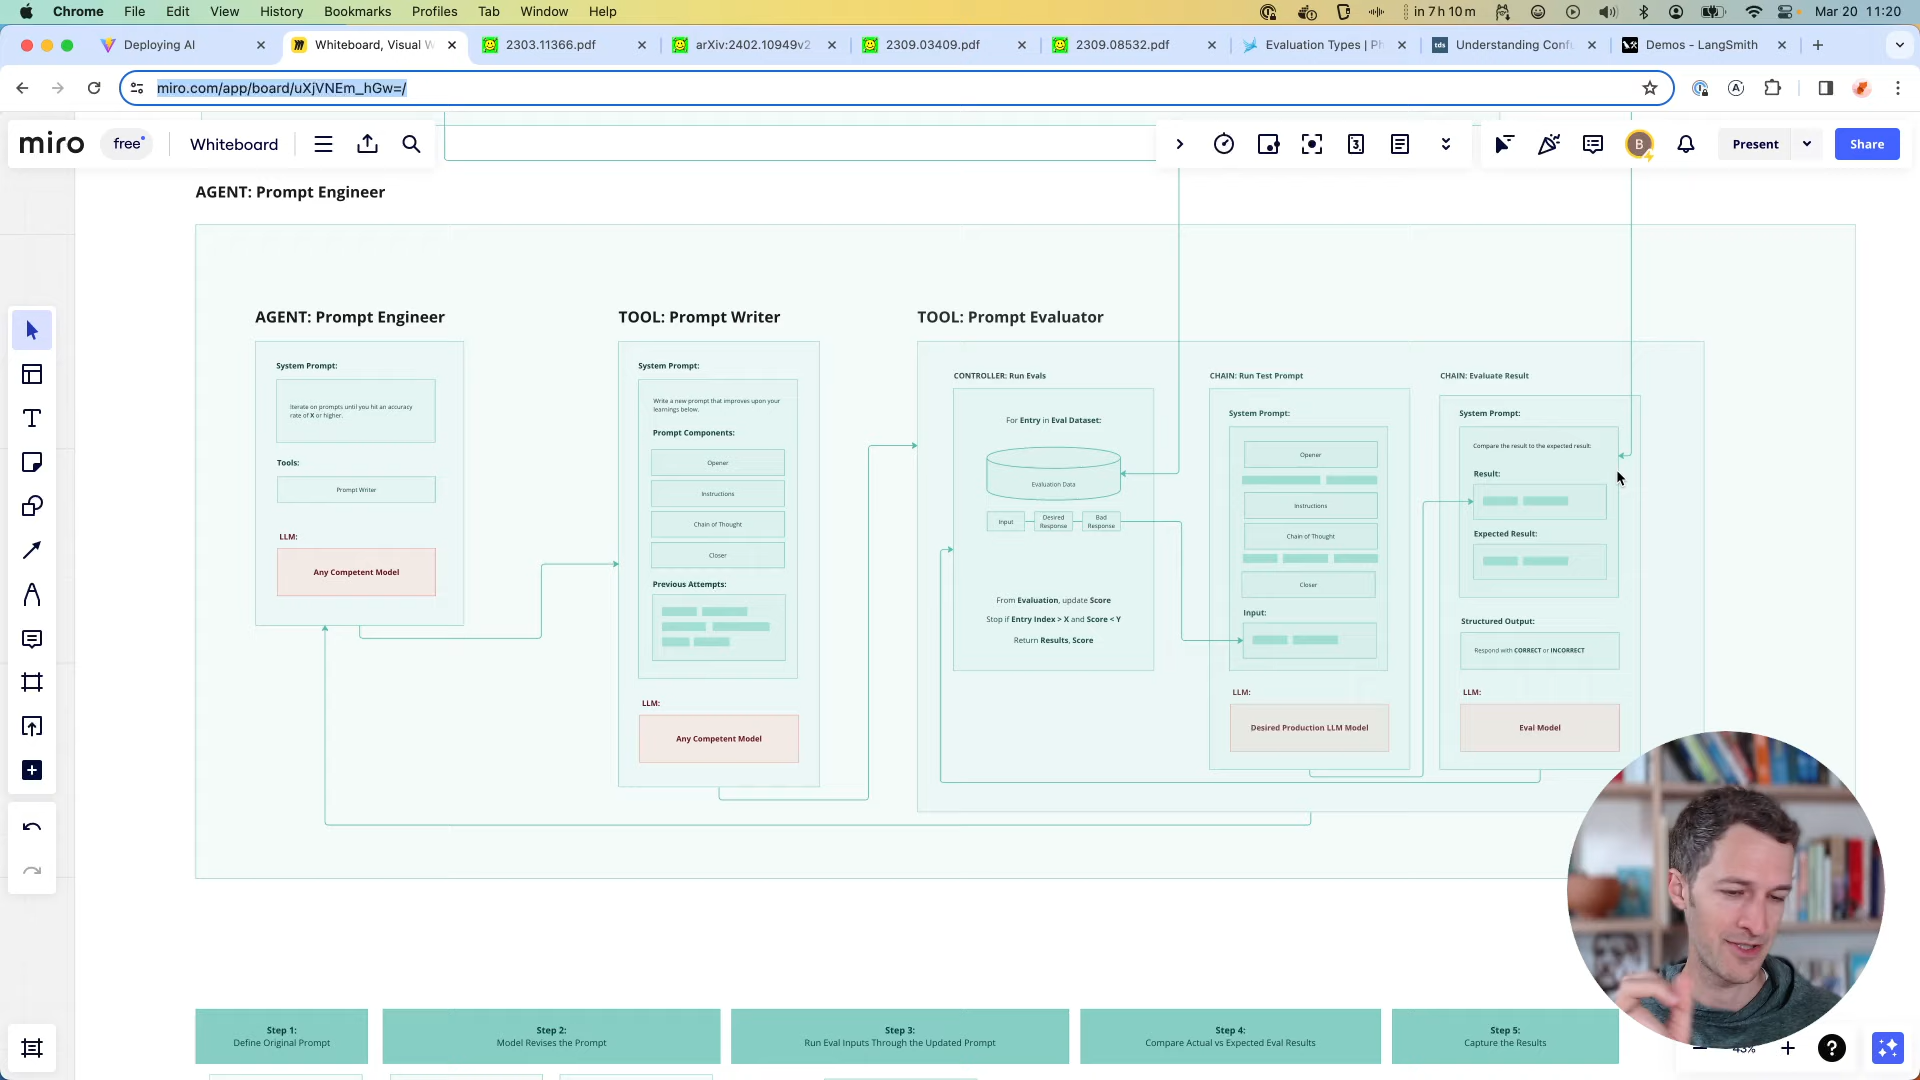 Chrome File Edit View History Bookmarks Profiles Tab Window Help
in 7 h 10 m
Mar 20 11:20
Deploying AI
Whiteboard, Visual W
2303.11366.pdf
arXiv:2402.10949v2
2309.03409.pdf
2309.08532.pdf
Evaluation Types | Ph
Understanding Confu
Demos - LangSmith
miro.com/app/board/uXjVNEm_hGw=/
miro
free
Whiteboard
3
B
Present
Share
AGENT: Prompt Engineer
AGENT: Prompt Engineer
System Prompt:
Iterate on prompts until you hit an accuracy
rate of X or higher.
Tools:
Prompt Writer
LLM:
Any Competent Model
TOOL: Prompt Writer
System Prompt:
Write a new prompt that improves upon your
learnings below.
Prompt Components:
Opener
Instructions
Chain of Thought
Closer
Previous Attempts:
LLM:
Any Competent Model
TOOL: Prompt Evaluator
CONTROLLER: Run Evals
For Entry in Eval Dataset:
Evaluation Data
Input
Desired
Response
Bad
Response
From Evaluation, update Score
Stop if Entry Index > X and Score < Y
Return Results, Score
CHAIN: Run Test Prompt
System Prompt:
Opener
Instructions
Chain of Thought
Closer
Input:
LLM:
Desired Production LLM Model
CHAIN: Evaluate Result
System Prompt:
Compare the result to the expected result:
Result:
Expected Result:
Structured Output:
Respond with CORRECT or INCORRECT
LLM:
Eval Model
Step 1:
Define Original Prompt
Step 2:
Model Revises the Prompt
Step 3:
Run Eval Inputs Through the Updated Prompt
Step 4:
Compare Actual vs Expected Eval Results
Step 5:
Capture the Results
43%